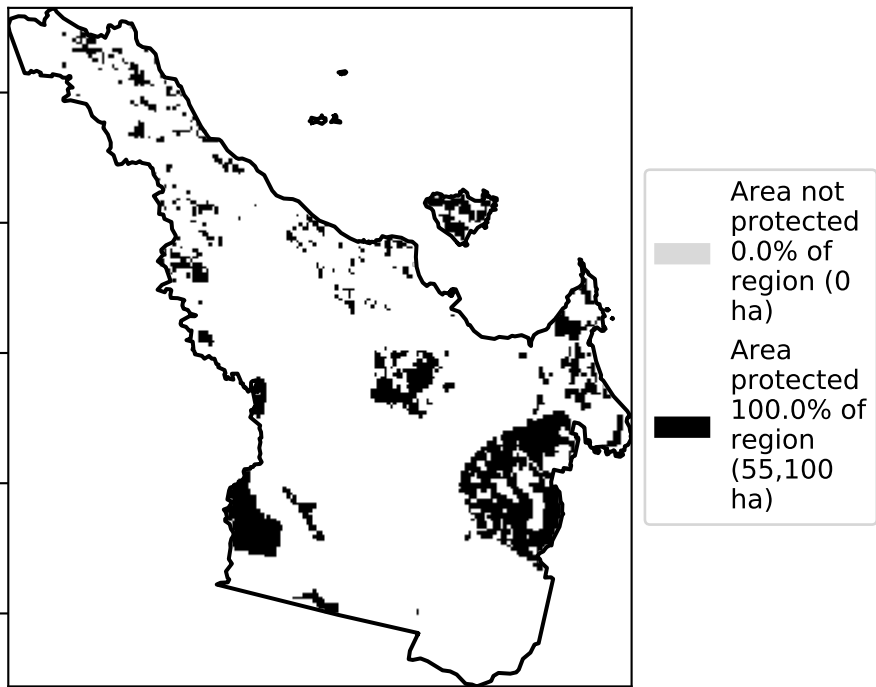 Area not
protected
0.0% of
region (0
ha)
Area
protected
100.0% of
region
(55,100
ha)